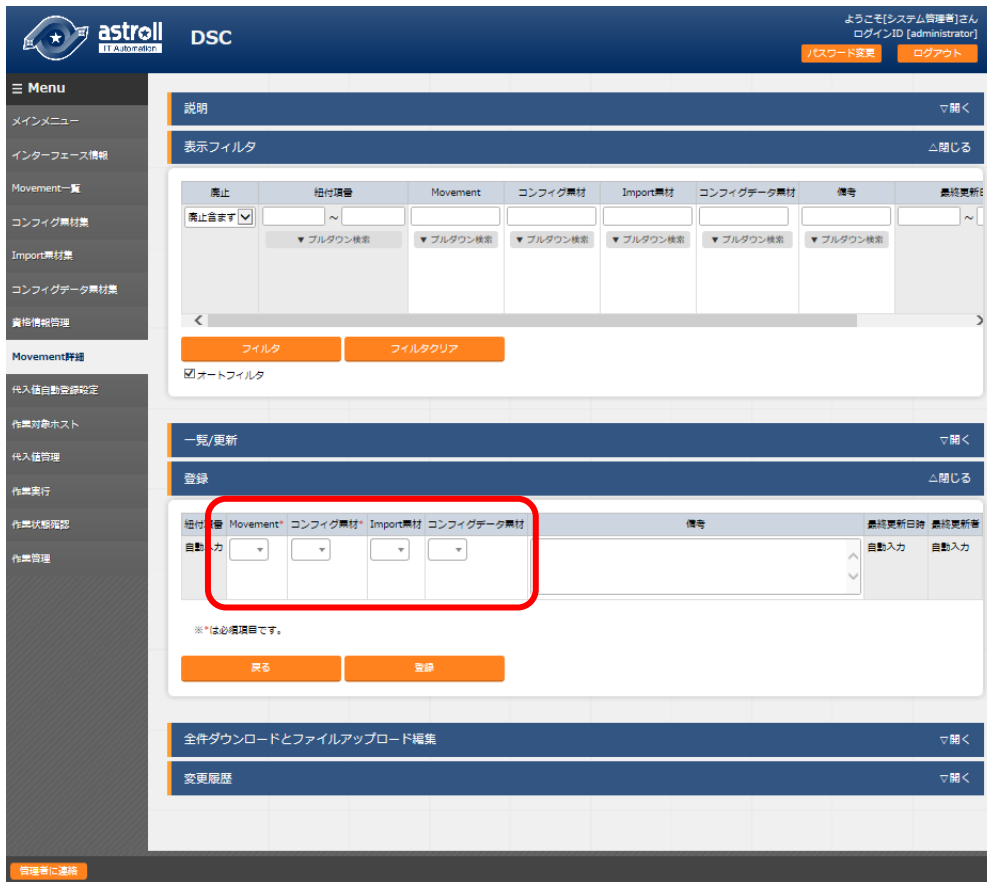 astroll
IT Automation
DSC
ようこそ[システム管理者]さん
ログインID [administrator]
パスワード変更
ログアウト
☰ Menu
メインメニュー
インターフェース情報
Movement一覧
コンフィグ素材集
Import素材集
コンフィグデータ素材集
資格情報管理
Movement詳細
代入値自動登録設定
作業対象ホスト
代入値管理
作業実行
作業状態確認
作業管理
説明 ▽開く
表示フィルタ △閉じる
廃止 紐付項番 Movement コンフィグ素材 Import素材 コンフィグデータ素材 備考 最終更新日
廃止含まず ～ ～
▼ プルダウン検索 ▼ プルダウン検索 ▼ プルダウン検索 ▼ プルダウン検索 ▼ プルダウン検索 ▼ プルダウン検索
フィルタ フィルタクリア
オートフィルタ
一覧/更新 ▽開く
登録 △閉じる
紐付項番 Movement* コンフィグ素材* Import素材 コンフィグデータ素材 備考 最終更新日時 最終更新者
自動入力 自動入力 自動入力
※*は必須項目です。
戻る 登録
全件ダウンロードとファイルアップロード編集 ▽開く
変更履歴 ▽開く
管理者に連絡